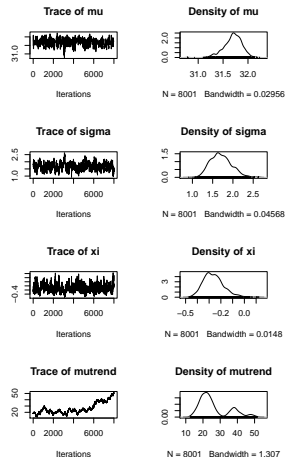 Trace of mu
Density of mu
31.0
0 2000 6000
Iterations
0.0 2.0
31.0 31.5 32.0
N = 8001 Bandwidth = 0.02956
Trace of sigma
Density of sigma
1.0 2.5
0 2000 6000
Iterations
0.0 1.5
1.0 1.5 2.0 2.5
N = 8001 Bandwidth = 0.04568
Trace of xi
Density of xi
−0.4
0 2000 6000
Iterations
0 3
−0.5 −0.2 0.0
N = 8001 Bandwidth = 0.0148
Trace of mutrend
Density of mutrend
20 50
0 2000 6000
Iterations
0.00
10 20 30 40 50
N = 8001 Bandwidth = 1.307